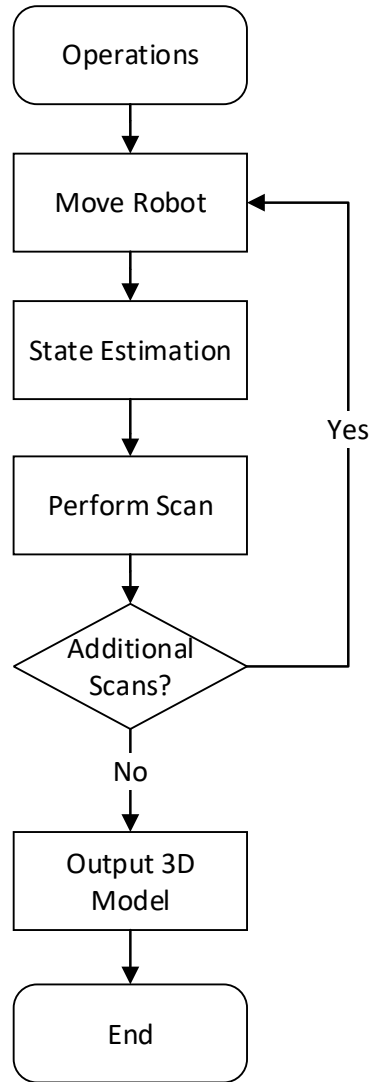 Operations
Move Robot
State Estimation
Yes
Perform Scan
Additional
Scans?
No
Output 3D
Model
End